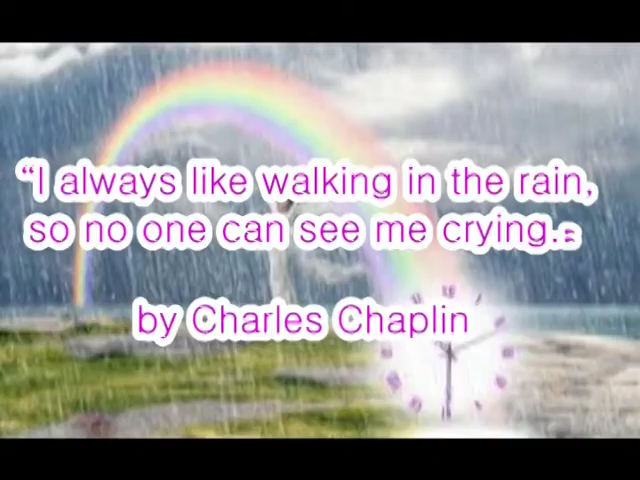 “I always like walking in the rain,
so no one can see me crying..
by Charles Chaplin